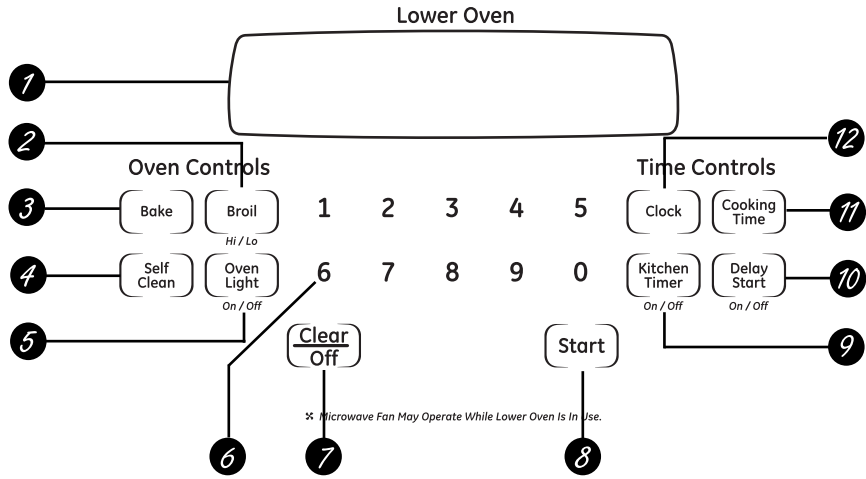 Lower Oven
1
2
12
Oven Controls
Time Controls
3
Bake
Broil
1 2 3 4 5
Clock
Cooking
Time
11
Hi / Lo
4
Self
Clean
Oven
Light
6 7 8 9 0
Kitchen
Timer
Delay
Start
10
On / Off
On / Off
On / Off
5
Clear
Off
Start
9
Microwave Fan May Operate While Lower Oven Is In Use.
6
7
8